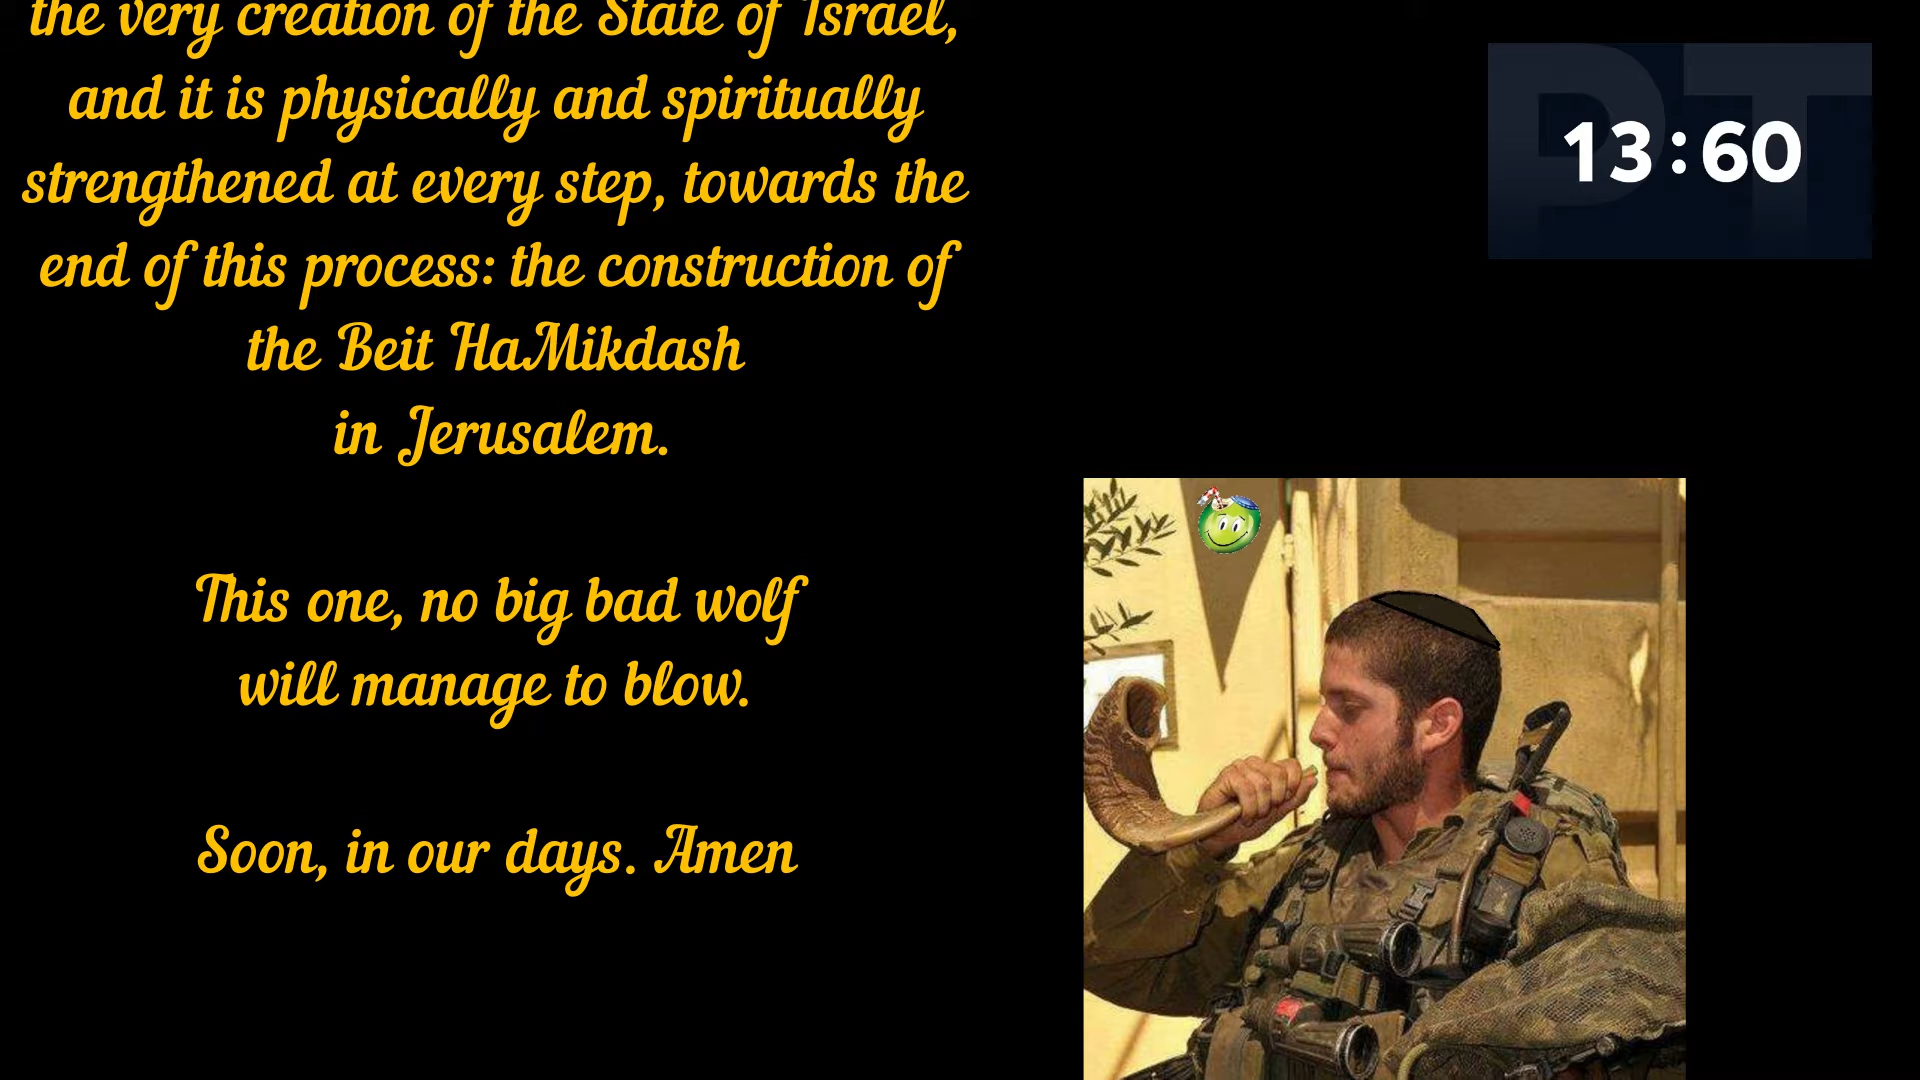 the very creation of the State of Israel,
and it is physically and spiritually
strengthened at every step, towards the
end of this process: the construction of
the Beit HaMikdash
in Jerusalem.
This one, no big bad wolf
will manage to blow.
Soon, in our days. Amen
PT
13:60